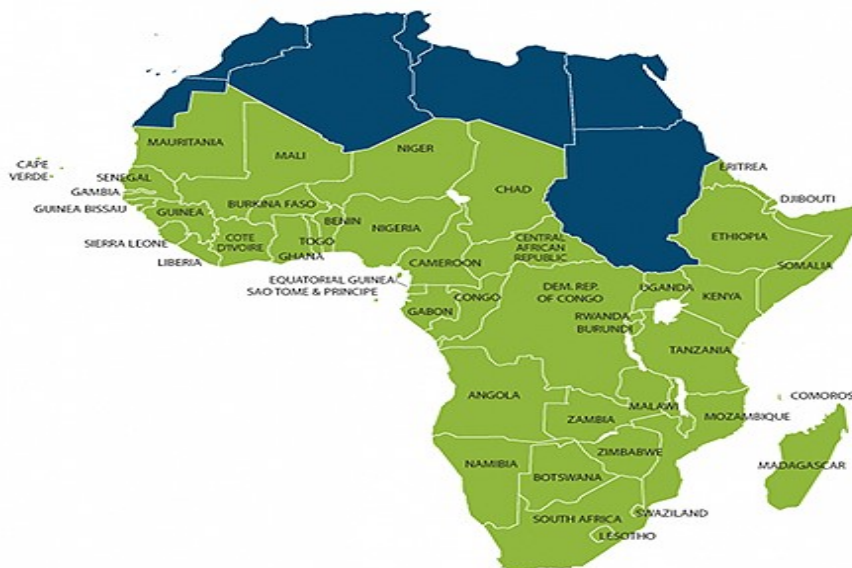 MAURITANIA
MALI
NIGER
CHAD
ERITREA
CAPE
VERDE
SENEGAL
GAMBIA
GUINEA BISSAU
GUINEA
BURKINA FASO
BENIN
NIGERIA
DJIBOUTI
ETHIOPIA
SOMALIA
SIERRA LEONE
LIBERIA
COTE
D'IVOIRE
TOGO
GHANA
CENTRAL
AFRICAN
REPUBLIC
CAMEROON
EQUATORIAL GUINEA
SAO TOME & PRINCIPE
GABON
CONGO
DEM. REP.
OF CONGO
UGANDA
KENYA
RWANDA
BURUNDI
TANZANIA
ANGOLA
ZAMBIA
MALAWI
MOZAMBIQUE
COMOROS
NAMIBIA
BOTSWANA
ZIMBABWE
MADAGASCAR
SOUTH AFRICA
SWAZILAND
LESOTHO